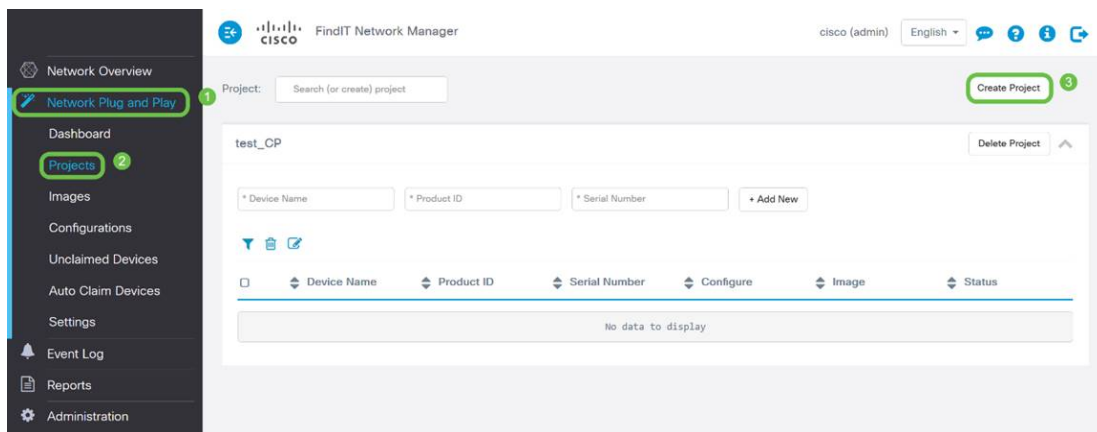 CISCO FindIT Network Manager cisco (admin) English
Network Overview
Network Plug and Play 1
Dashboard
Projects 2
Images
Configurations
Unclaimed Devices
Auto Claim Devices
Settings
Event Log
Reports
Administration
Project: Search (or create) project Create Project 3
test_CP Delete Project
* Device Name * Product ID * Serial Number + Add New
Device Name Product ID Serial Number Configure Image Status
No data to display